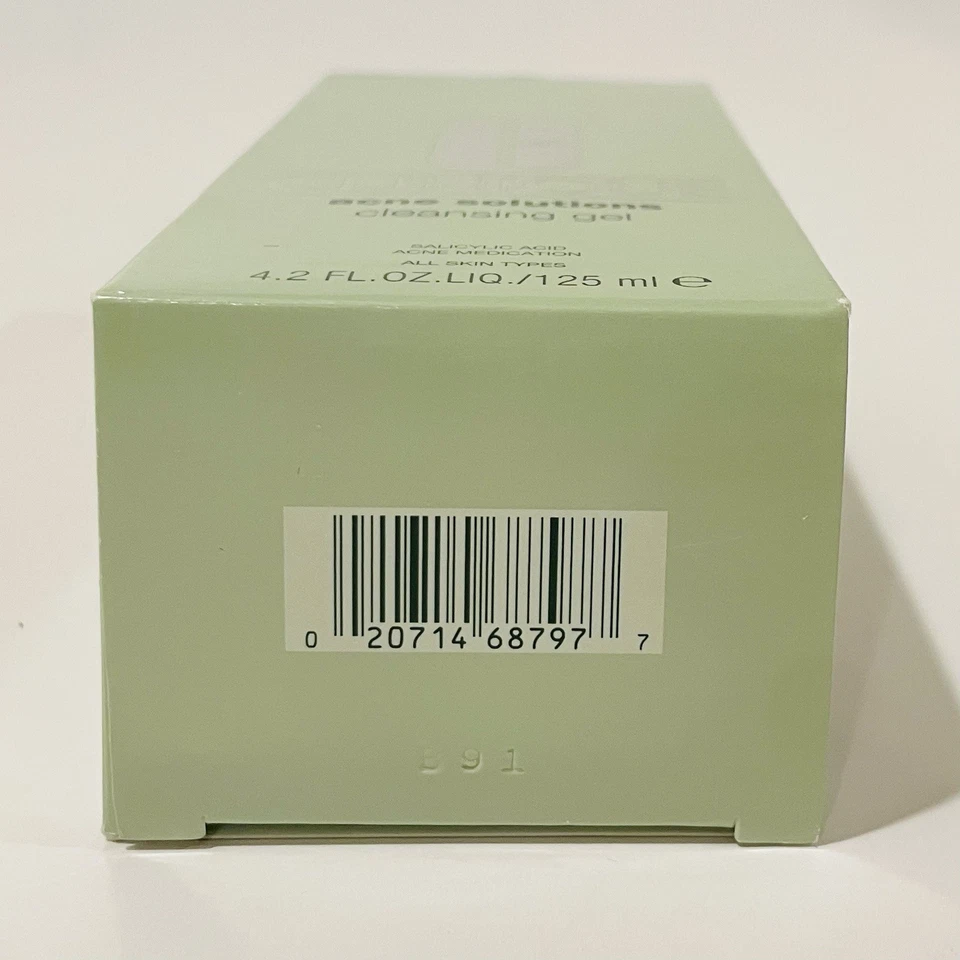 acne solutions
cleansing gel
SALICYLIC ACID
ACNE MEDICATION
ALL SKIN TYPES
4.2 FL.OZ.LIQ./125 ml ℮
0 20714 68797 7